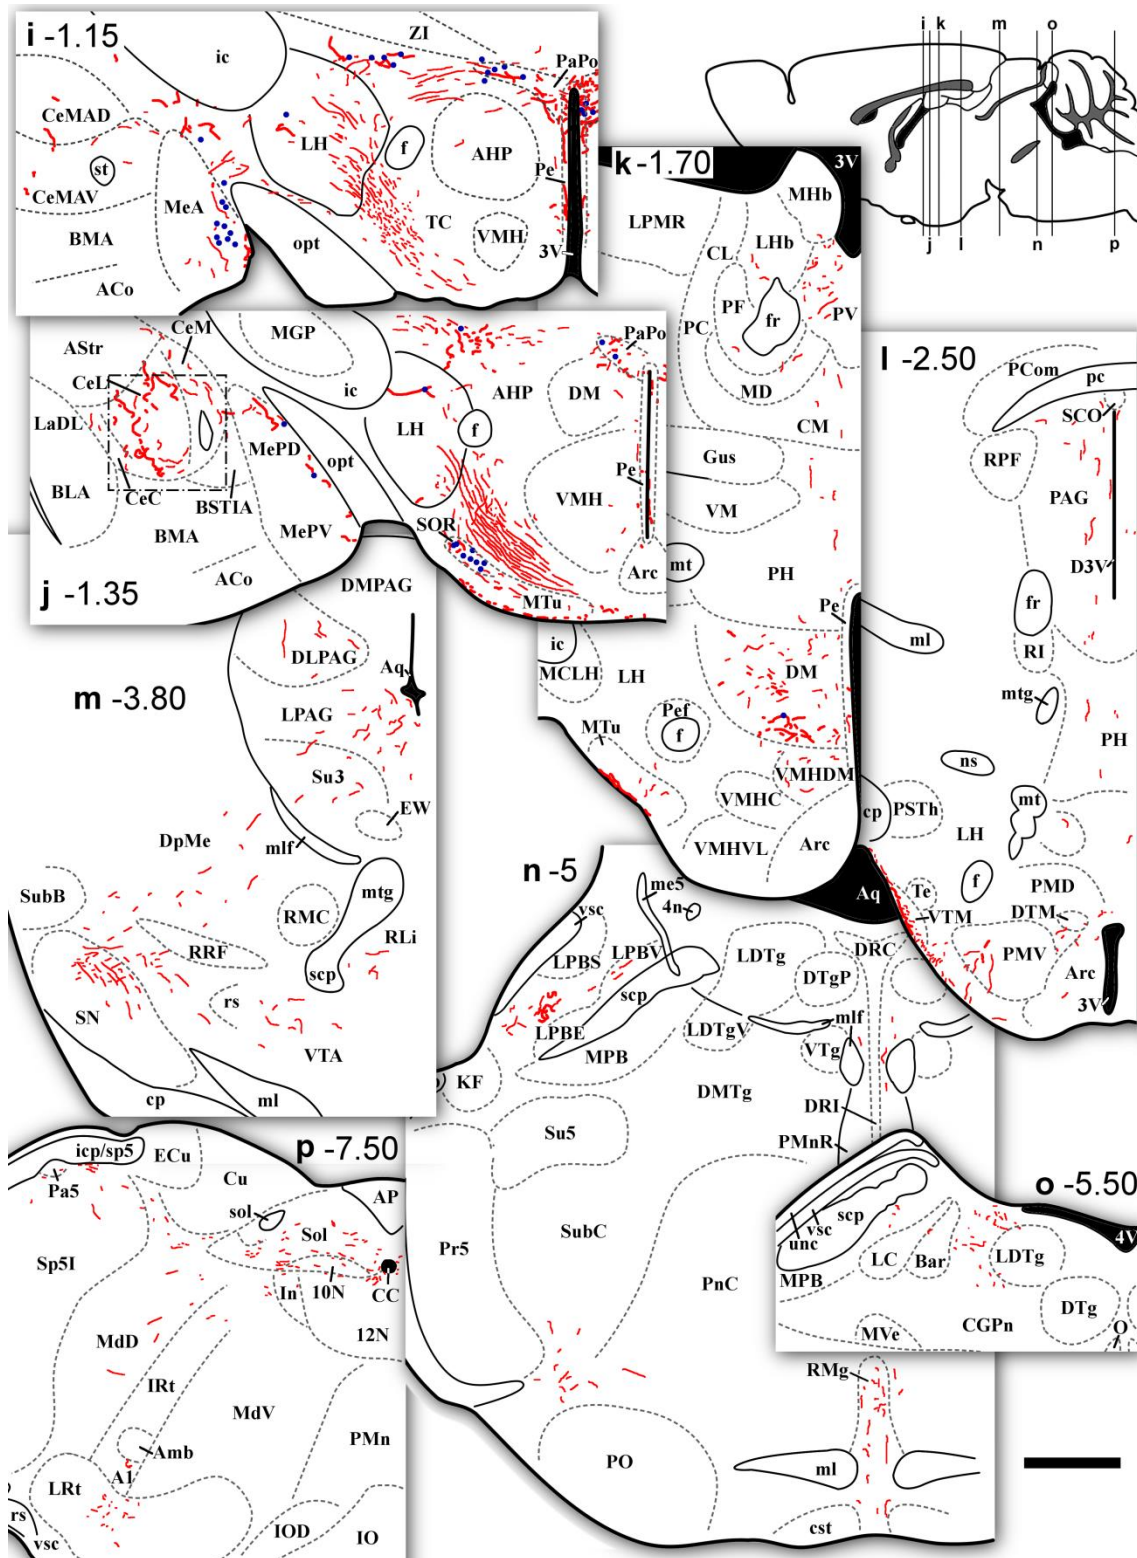 i -1.15
ic
ZI
PaPo
CeMAD
LH
f
AHP
st
Pe
CeMAV
MeA
TC
BMA
opt
VMH
3V
ACo
i k m o
j l n p
k -1.70
3V
MHb
LPMR
CL
LHb
PF
PC
fr
PV
MD
CM
Gus
VM
mt
PH
Pe
ic
MCLH
LH
DM
Pef
f
MTu
VMHDM
VMHC
VMHVL
Arc
CeM
MGP
PaPo
AStr
CeL
ic
AHP
DM
LaDL
LH
f
MePD
opt
Pe
BLA
CeC
BSTIA
VMH
BMA
SOR
MePV
Arc
ACo
MTu
j -1.35
l -2.50
PCom
pc
SCO
RPF
PAG
D3V
fr
ml
RI
mtg
PH
ns
cp
PSTh
mt
LH
f
PMD
Te
VTM
DTM
PMV
Arc
3V
DMPAG
DLPAG
Aq
m -3.80
LPAG
Su3
EW
DpMe
mlf
mtg
SubB
RMC
RRF
RLi
scp
SN
rs
VTA
cp
ml
n -5
me5
4n
Aq
vsc
LPBS
LPBV
LDTg
DRC
scp
DTgP
LPBE
LDTgV
mlf
MPB
VTg
KF
DMTg
DRI
Su5
PMnR
Pr5
SubC
PnC
RMg
PO
ml
cst
o -5.50
unc
vsc
scp
4V
MPB
LC
Bar
LDTg
DTg
CGPn
MVe
O
p -7.50
icp/sp5
ECu
Pa5
Cu
AP
sol
Sol
Sp5I
In
10N
CC
12N
MdD
IRt
MdV
Amb
PMn
A1
LRt
rs
vsc
IOD
IO